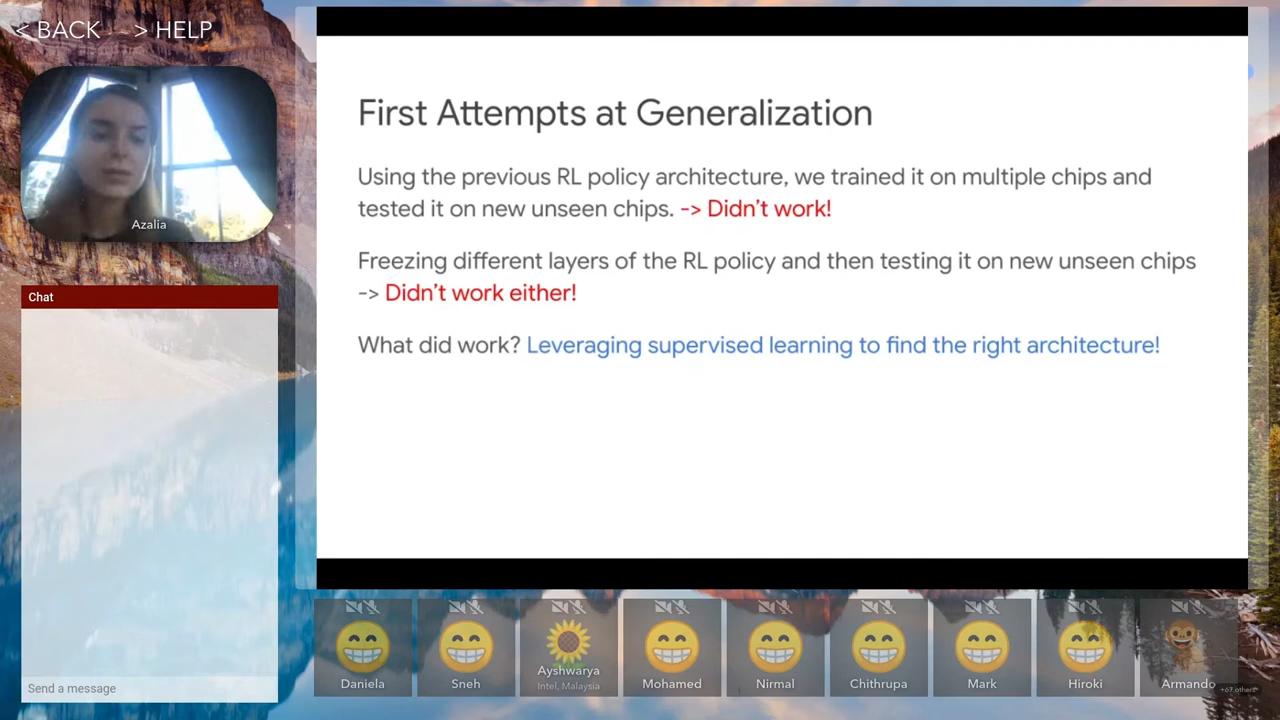 < BACK --- > HELP
Azalia
Chat
Send a message
First Attempts at Generalization
Using the previous RL policy architecture, we trained it on multiple chips and
tested it on new unseen chips. -> Didn't work!
Freezing different layers of the RL policy and then testing it on new unseen chips
-> Didn't work either!
What did work? Leveraging supervised learning to find the right architecture!
Daniela
Sneh
Ayshwarya
Intel, Malaysia
Mohamed
Nirmal
Chithrupa
Mark
Hiroki
Armando
+67 others